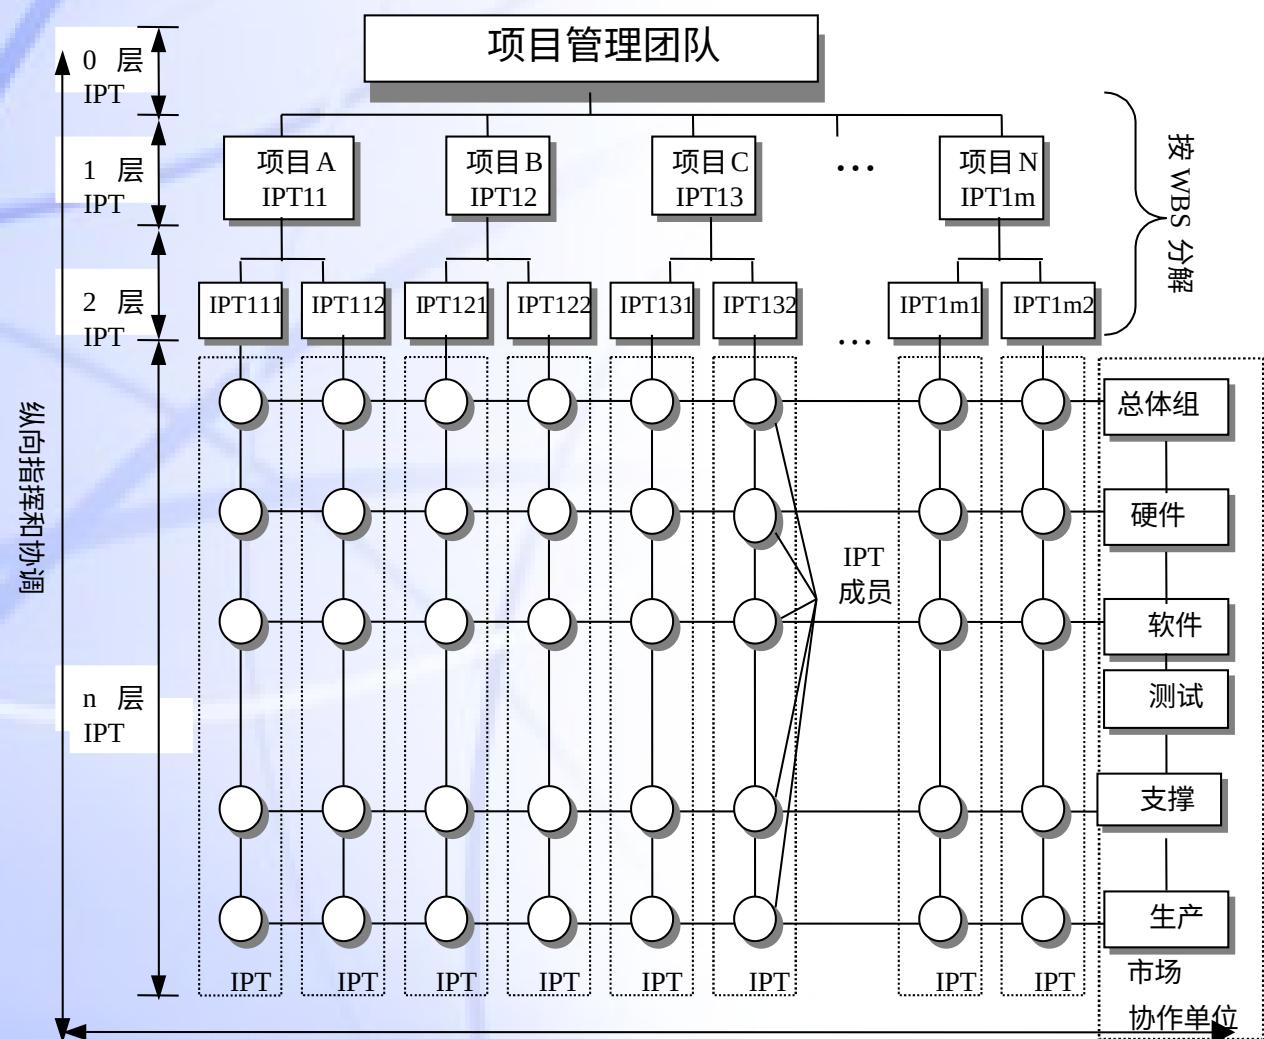 项目管理团队
0 层
IPT
项目 A
IPT11
项目 B
IPT12
项目 C
IPT13
…
项目 N
IPT1m
1 层
IPT
按 WBS 分解
2 层
IPT
IPT111
IPT112
IPT121
IPT122
IPT131
IPT132
…
IPT1m1
IPT1m2
纵向指挥和协调
总体组
硬件
IPT
成员
软件
测试
n 层
IPT
支撑
生产
IPT
IPT
IPT
IPT
IPT
IPT
IPT
IPT
市场
协作单位